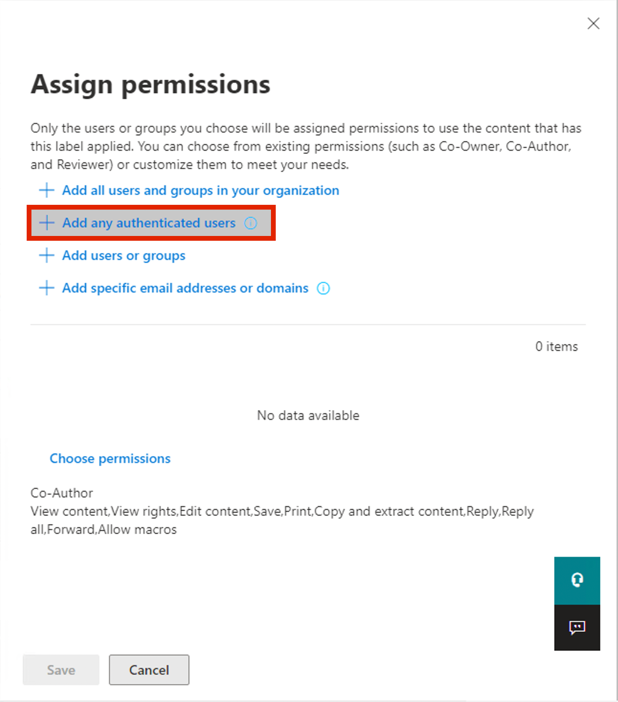 Assign permissions
Only the users or groups you choose will be assigned permissions to use the content that has
this label applied. You can choose from existing permissions (such as Co-Owner, Co-Author,
and Reviewer) or customize them to meet your needs.
Add all users and groups in your organization
Add any authenticated users
Add users or groups
Add specific email addresses or domains
0 items
No data available
Choose permissions
Co-Author
View content,View rights,Edit content,Save,Print,Copy and extract content,Reply,Reply
all,Forward,Allow macros
Save
Cancel